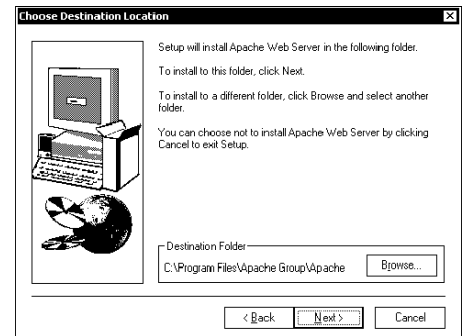 Choose Destination Location
Setup will install Apache Web Server in the following folder.
To install to this folder, click Next.
To install to a different folder, click Browse and select another
folder.
You can choose not to install Apache Web Server by clicking
Cancel to exit Setup.
Destination Folder
C:\Program Files\Apache Group\Apache
Browse...
< Back
Next >
Cancel